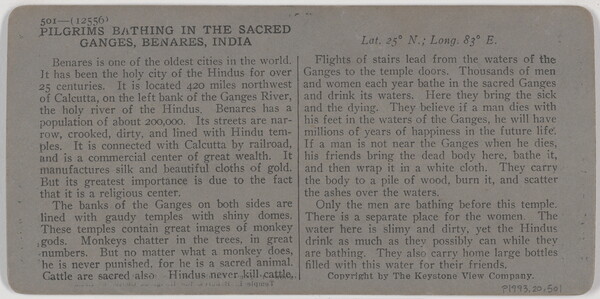 501—(12556)
PILGRIMS BATHING IN THE SACRED
GANGES, BENARES, INDIA
Benares is one of the oldest cities in the world.
It has been the holy city of the Hindus for over
25 centuries. It is located 420 miles northwest
of Calcutta, on the left bank of the Ganges River,
the holy river of the Hindus. Benares has a
population of about 200,000. Its streets are nar-
row, crooked, dirty, and lined with Hindu tem-
ples. It is connected with Calcutta by railroad,
and is a commercial center of great wealth. It
manufactures silk and beautiful cloths of gold.
But its greatest importance is due to the fact
that it is a religious center.
The banks of the Ganges on both sides are
lined with gaudy temples with shiny domes.
These temples contain great images of monkey
gods. Monkeys chatter in the trees, in great
numbers. But no matter what a monkey does,
he is never punished, for he is a sacred animal.
Cattle are sacred also. Hindus never kill cattle.
Lat. 25° N.; Long. 83° E.
Flights of stairs lead from the waters of the
Ganges to the temple doors. Thousands of men
and women each year bathe in the sacred Ganges
and drink its waters. Here they bring the sick
and the dying. They believe if a man dies with
his feet in the waters of the Ganges, he will have
millions of years of happiness in the future life.
If a man is not near the Ganges when he dies,
his friends bring the dead body here, bathe it,
and then wrap it in a white cloth. They carry
the body to a pile of wood, burn it, and scatter
the ashes over the waters.
Only the men are bathing before this temple.
There is a separate place for the women. The
water here is slimy and dirty, yet the Hindus
drink as much as they possibly can while they
are bathing. They also carry home large bottles
filled with this water for their friends.
Copyright by The Keystone View Company.
P1993.20.501